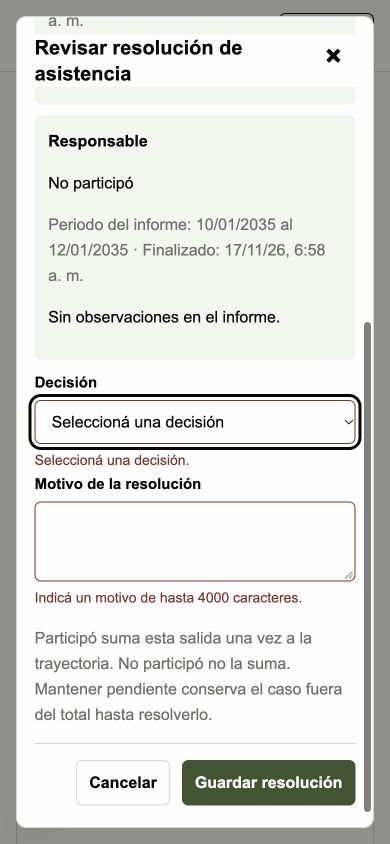 a. m.
Revisar resolución de
asistencia
Responsable
No participó
Periodo del informe: 10/01/2035 al
12/01/2035 · Finalizado: 17/11/26, 6:58
a. m.
Sin observaciones en el informe.
Decisión
Seleccioná una decisión
Seleccioná una decisión.
Motivo de la resolución
Indicá un motivo de hasta 4000 caracteres.
Participó suma esta salida una vez a la
trayectoria. No participó no la suma.
Mantener pendiente conserva el caso fuera
del total hasta resolverlo.
Cancelar
Guardar resolución